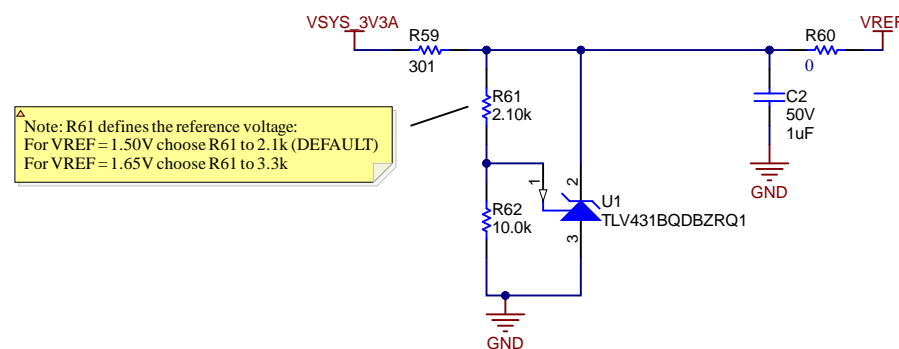 VSYS_3V3A
R59
301
R60
0
VREF
R61
2.10k
C2
50V
1uF
GND
Note: R61 defines the reference voltage:
For VREF = 1.50V choose R61 to 2.1k (DEFAULT)
For VREF = 1.65V choose R61 to 3.3k
1
2
U1
TLV431BQDBZRQ1
3
R62
10.0k
GND